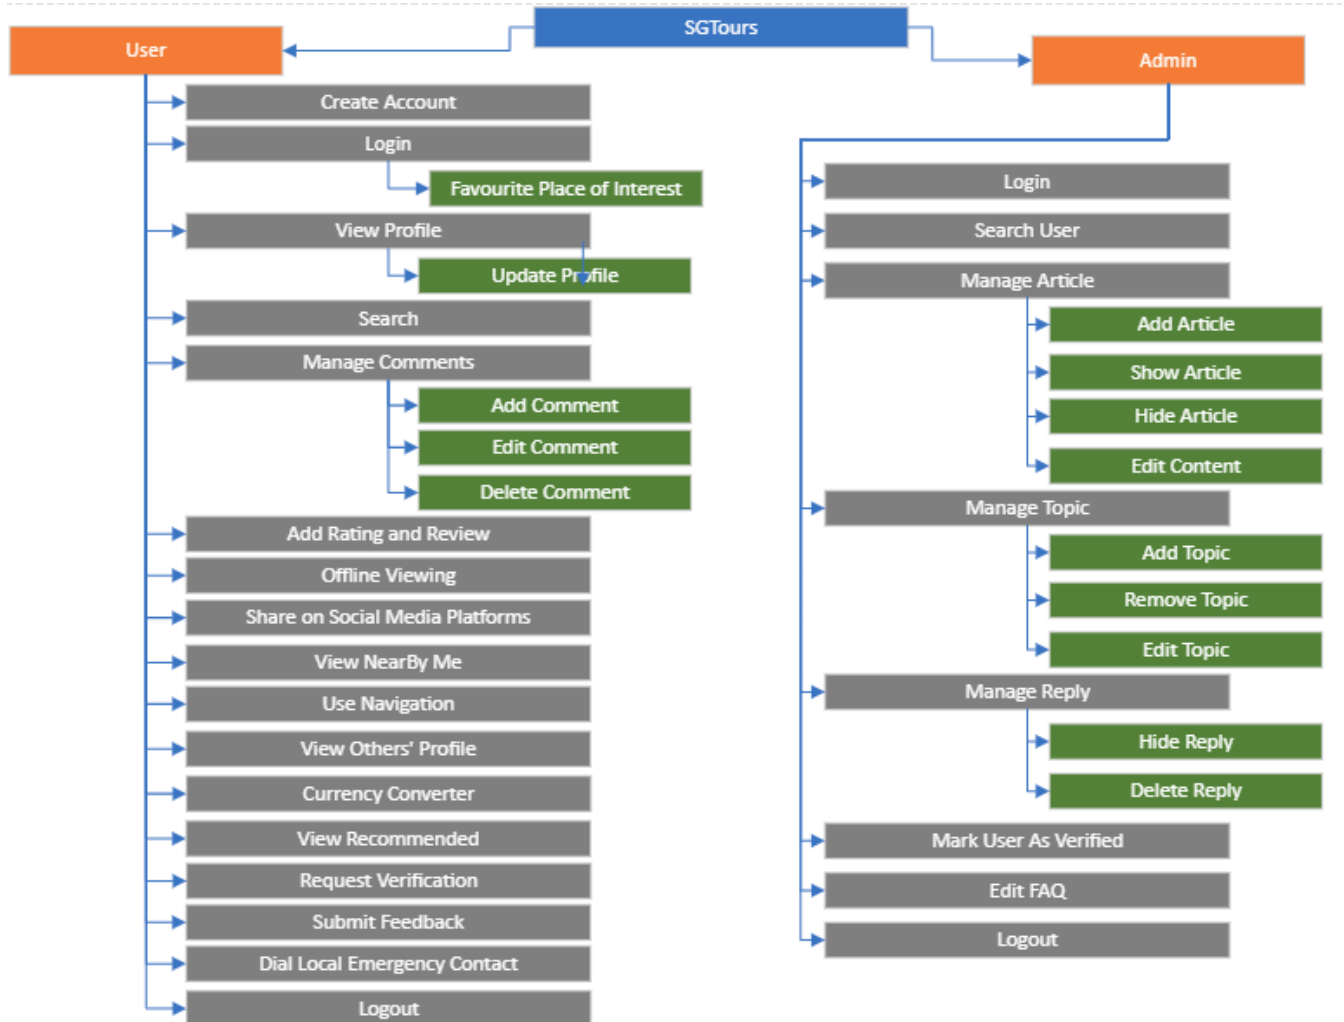 SGTours
User
Create Account
Login
Favourite Place of Interest
View Profile
Update Profile
Search
Manage Comments
Add Comment
Edit Comment
Delete Comment
Add Rating and Review
Offline Viewing
Share on Social Media Platforms
View NearBy Me
Use Navigation
View Others' Profile
Currency Converter
View Recommended
Request Verification
Submit Feedback
Dial Local Emergency Contact
Logout
Admin
Login
Search User
Manage Article
Add Article
Show Article
Hide Article
Edit Content
Manage Topic
Add Topic
Remove Topic
Edit Topic
Manage Reply
Hide Reply
Delete Reply
Mark User As Verified
Edit FAQ
Logout